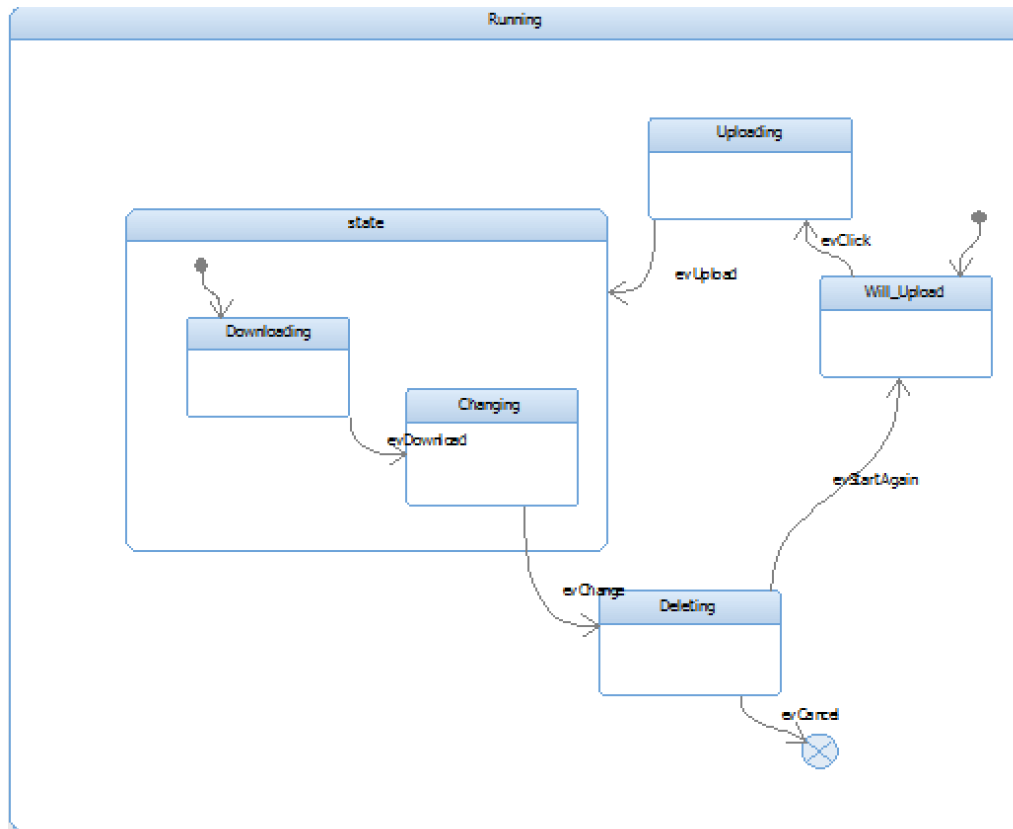 Running
Uploading
state
evClick
evUpload
Will_Upload
Downloading
Changing
evDownload
evStartAgain
evChange
Deleting
evCancel